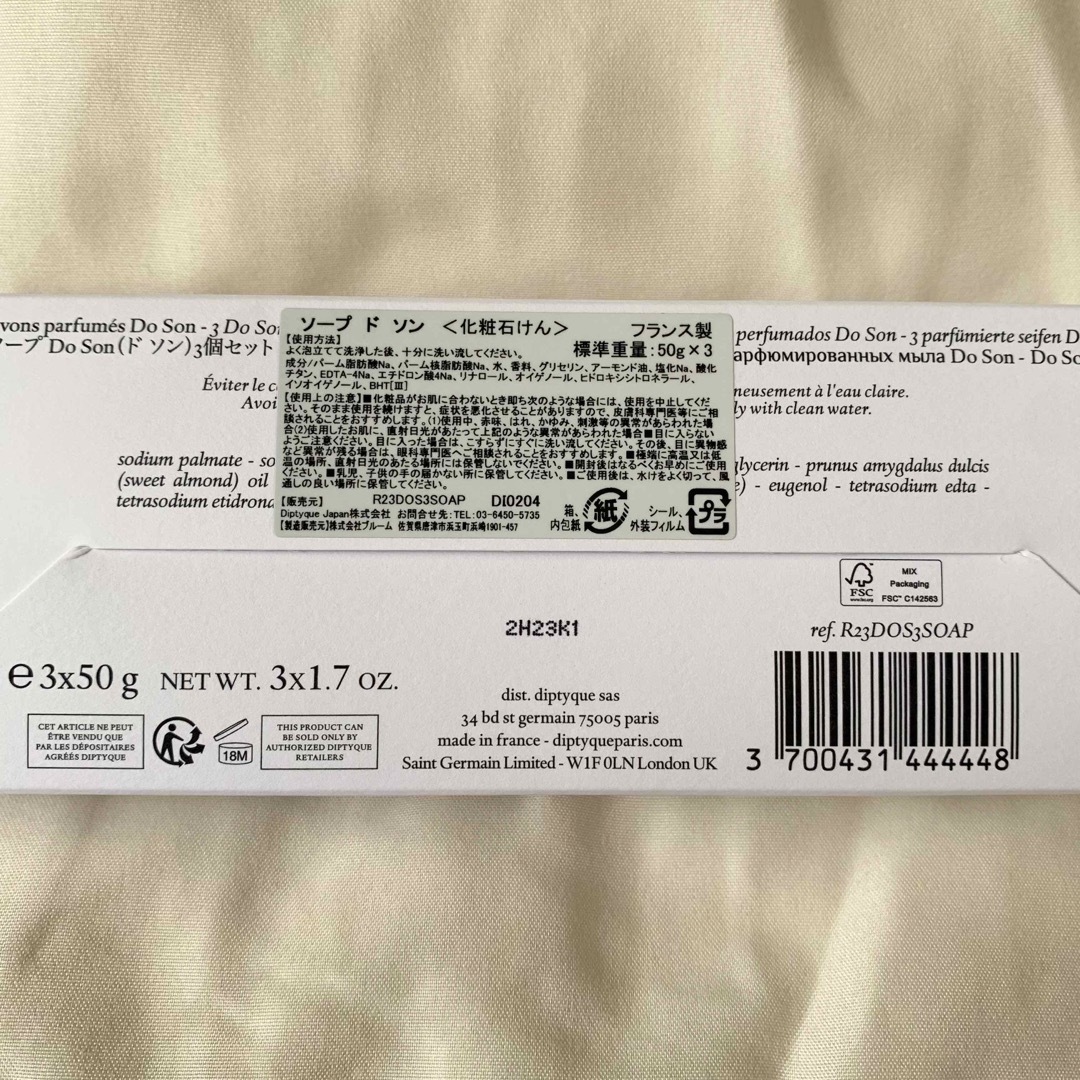 vons parfumés Do Son - 3 Do So
ープ Do Son (ド ソン) 3個セット
Éviter le c
Avoi
sodium palmate - so
(sweet almond) oil
tetrasodium etidrona
ソープ ド ソン <化粧石けん> フランス製
【使用方法】
標準重量:50g×3
よく泡立てて洗浄した後、十分に洗い流してください。
成分/パーム脂肪酸Na、パーム核脂肪酸Na、水、香料、グリセリン、アーモンド油、塩化Na、酸化
チタン、EDTA-4Na、エチドロン酸4Na、リナロール、オイゲノール、ヒドロキシシトロネラール、
イソオイゲノール、BHT[Ⅲ]
【使用上の注意】■化粧品がお肌に合わないとき即ち次のような場合には、使用を中止してくだ
さい。そのまま使用を続けますと、症状を悪化させることがありますので、皮膚科専門医等にご相
談されることをおすすめします。(1)使用中、赤味、はれ、かゆみ、刺激等の異常があらわれた場
合(2)使用したお肌に、直射日光があたって上記のような異常があらわれた場合■目に入らない
ようご注意ください。目に入った場合は、こすらずにすぐに洗い流してください。その後、目に異物感
など異常が残る場合は、眼科専門医へご相談されることをおすすめします。■極端に高温又は低
温の場所、直射日光のあたる場所には保管しないでください。■開封後はなるべくお早めにご使用
ください。■乳児、子供の手の届かない所に保管してください。■ご使用後は、水けをよく切って、風
通しの良い場所に保管してください。
【販売元】 R23DOS3SOAP DI0204
Diptyque Japan株式会社 お問合せ先:TEL:03-6450-5735
【製造販売元】株式会社ブルーム 佐賀県唐津市浜玉町浜崎1901-457
箱、
内包紙
紙
シール、
外装フィルム
プラ
perfumados Do Son - 3 parfümierte seifen D
арфюмированных мыла Do Son - Do So
neusement à l'eau claire.
ly with clean water.
glycerin - prunus amygdalus dulcis
e) - eugenol - tetrasodium edta -
MIX
Packaging
FSC™ C142563
FSC
www.fsc.org
2H23K1
ref. R23DOS3SOAP
℮ 3x50 g NET WT. 3x1.7 OZ.
CET ARTICLE NE PEUT
ÊTRE VENDU QUE
PAR LES DÉPOSITAIRES
AGRÉÉS DIPTYQUE
18M
THIS PRODUCT CAN
BE SOLD ONLY BY
AUTHORIZED DIPTYQUE
RETAILERS
dist. diptyque sas
34 bd st germain 75005 paris
made in france - diptyqueparis.com
Saint Germain Limited - W1F 0LN London UK
3 700431 444448